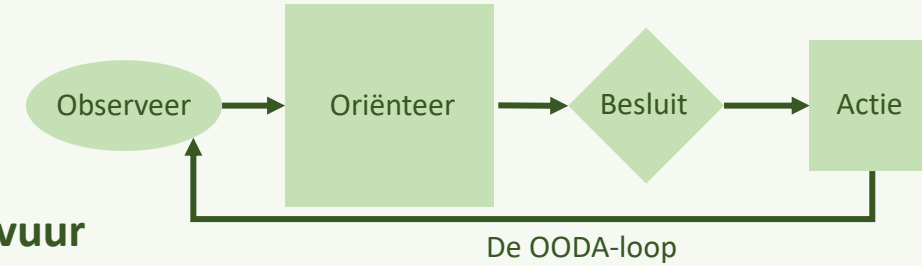 Observeer
Oriënteer
Besluit
Actie
vuur
De OODA-loop